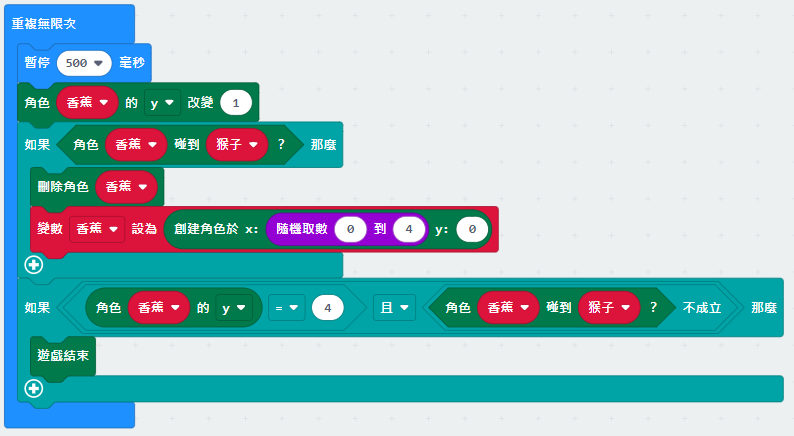 重複無限次
暫停 500 毫秒
角色 香蕉 的 y 改變 1
如果 角色 香蕉 碰到 猴子 ? 那麼
刪除角色 香蕉
變數 香蕉 設為 創建角色於 x: 隨機取數 0 到 4 y: 0
如果 角色 香蕉 的 y = 4 且 角色 香蕉 碰到 猴子 ? 不成立 那麼
遊戲結束